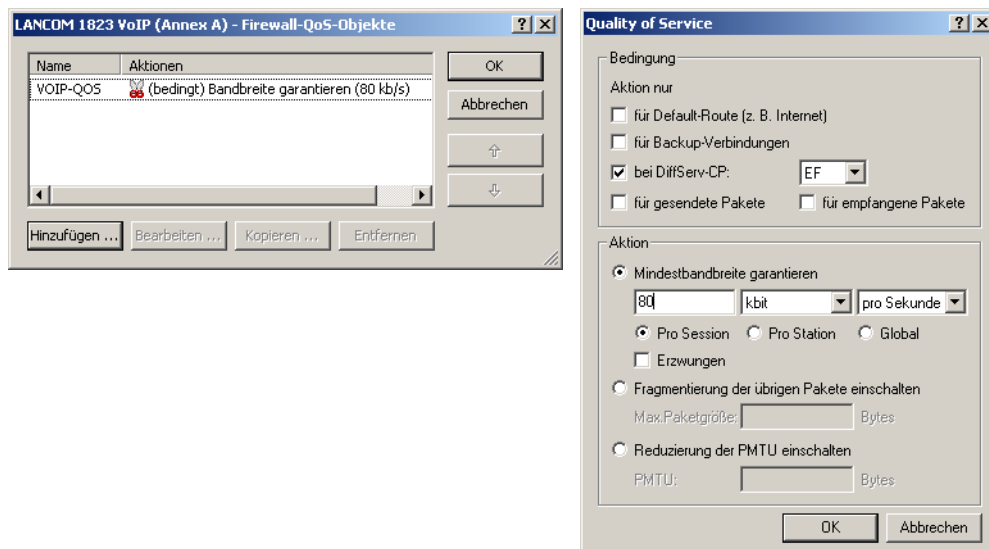 LANCOM 1823 VoIP (Annex A) - Firewall-QoS-Objekte
Name Aktionen
VOIP-QOS (bedingt) Bandbreite garantieren (80 kb/s)
OK
Abbrechen
Hinzufügen ... Bearbeiten ... Kopieren ... Entfernen
Quality of Service
Bedingung
Aktion nur
für Default-Route (z. B. Internet)
für Backup-Verbindungen
bei DiffServ-CP: EF
für gesendete Pakete für empfangene Pakete
Aktion
Mindestbandbreite garantieren
80 kbit pro Sekunde
Pro Session Pro Station Global
Erzwungen
Fragmentierung der übrigen Pakete einschalten
Max.Paketgröße: Bytes
Reduzierung der PMTU einschalten
PMTU: Bytes
OK Abbrechen